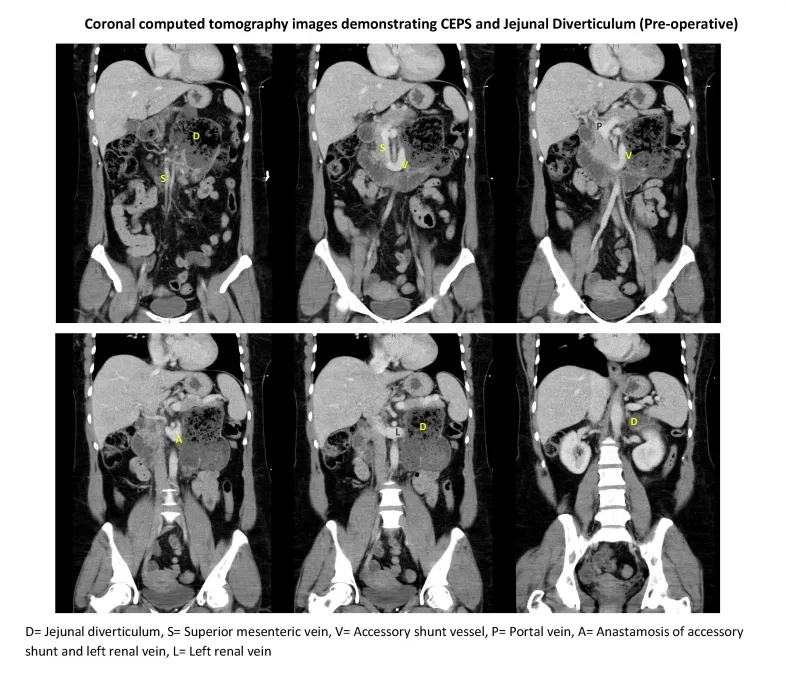 Coronal computed tomography images demonstrating CEPS and Jejunal Diverticulum (Pre-operative)
D
S
S
V
P
V
A
L
D
D
D= Jejunal diverticulum, S= Superior mesenteric vein, V= Accessory shunt vessel, P= Portal vein, A= Anastamosis of accessory
shunt and left renal vein, L= Left renal vein